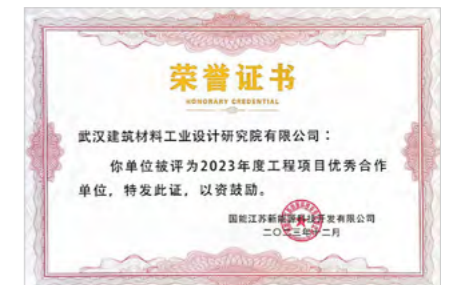 荣誉证书
HONORARY CREDENTIAL
武汉建筑材料工业设计研究院有限公司：
你单位被评为2023年度工程项目优秀合作
单位，特发此证，以资鼓励。
国能江苏新能源科技开发有限公司
二〇二三年十二月